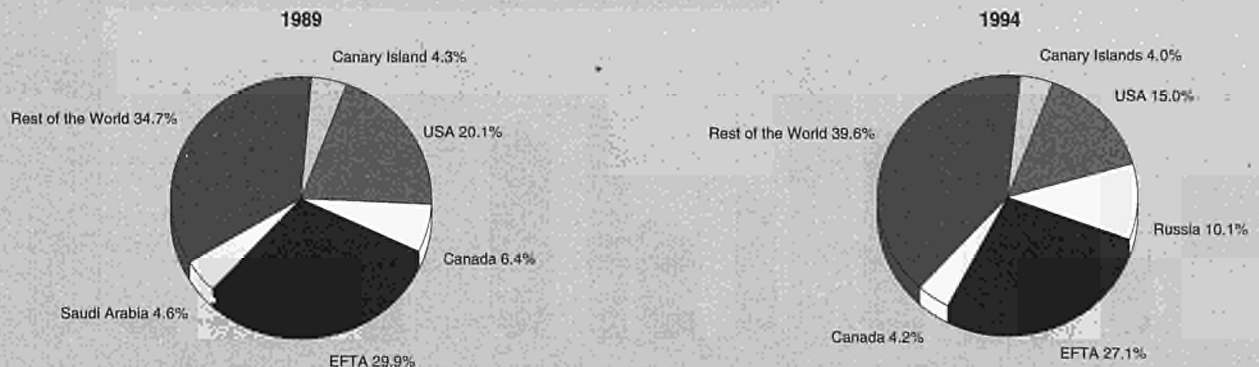 1989
Canary Island 4.3%
Rest of the World 34.7%
USA 20.1%
Canada 6.4%
Saudi Arabia 4.6%
EFTA 29.9%
1994
Canary Islands 4.0%
USA 15.0%
Rest of the World 39.6%
Russia 10.1%
Canada 4.2%
EFTA 27.1%